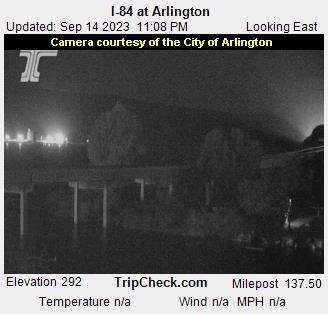 I-84 at Arlington
Updated: Sep 14 2023 11:08 PM Looking East
Camera courtesy of the City of Arlington
Elevation 292 TripCheck.com Milepost 137.50
Temperature n/a Wind n/a MPH n/a